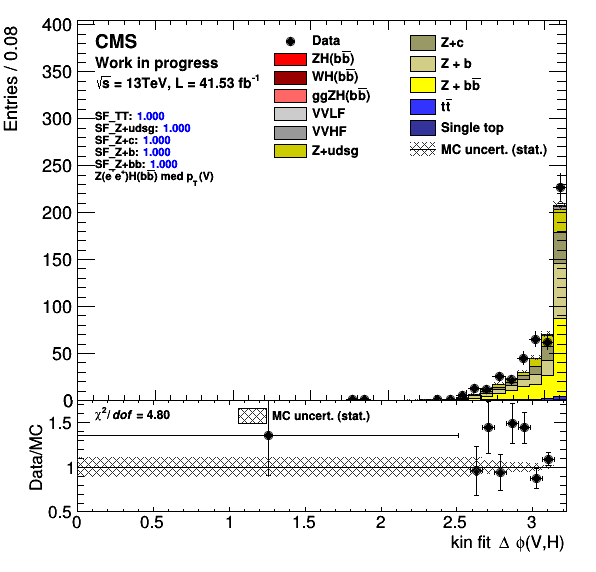 CMS
Work in progress
√s = 13TeV, L = 41.53 fb⁻¹
SF_TT: 1.000
SF_Z+udsg: 1.000
SF_Z+c: 1.000
SF_Z+b: 1.000
SF_Z+bb: 1.000
Z(e⁻e⁺)H(bb̅) med p_T(V)
Data
ZH(bb̅)
WH(bb̅)
ggZH(bb̅)
VVLF
VVHF
Z+udsg
Z+c
Z + b
Z + bb̅
tt̅
Single top
MC uncert. (stat.)
Entries / 0.08
400
350
300
250
200
150
100
50
0
χ²/dof = 4.80
MC uncert. (stat.)
Data/MC
1.5
1
0.5
0 0.5 1 1.5 2 2.5 3
kin fit Δ φ(V,H)